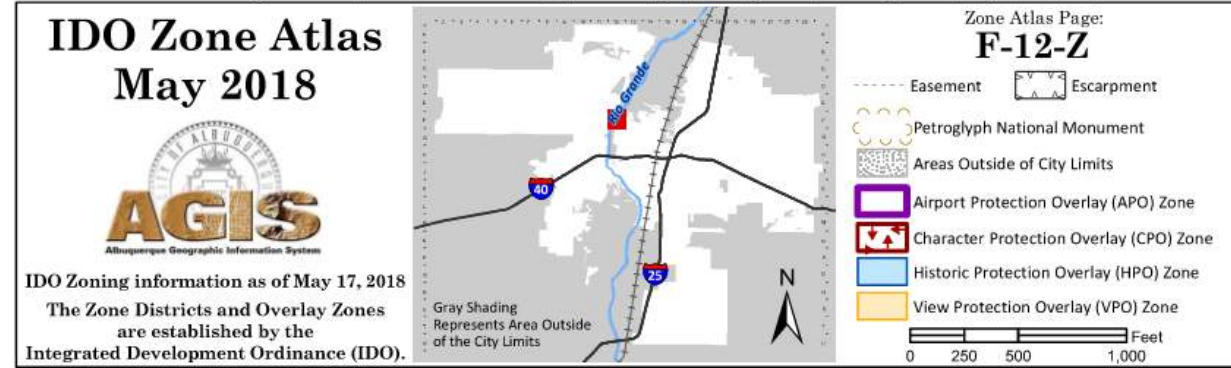 IDO Zone Atlas
May 2018
AGIS
Albuquerque Geographic Information System
IDO Zoning information as of May 17, 2018
The Zone Districts and Overlay Zones
are established by the
Integrated Development Ordinance (IDO).
Rio Grande
40
25
N
Gray Shading
Represents Area Outside
of the City Limits
Zone Atlas Page:
F-12-Z
Easement
Escarpment
Petroglyph National Monument
Areas Outside of City Limits
Airport Protection Overlay (APO) Zone
Character Protection Overlay (CPO) Zone
Historic Protection Overlay (HPO) Zone
View Protection Overlay (VPO) Zone
Feet
0 250 500 1,000